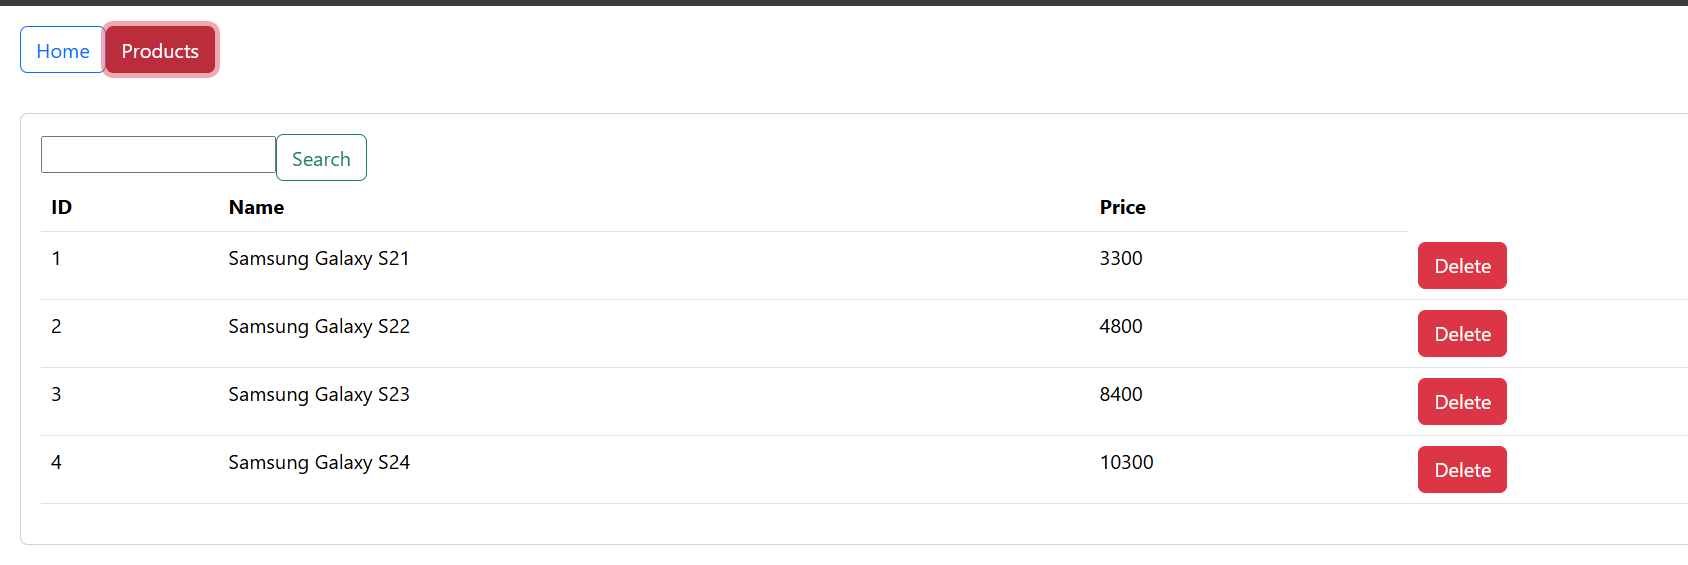 Home Products
Search
ID Name Price
1 Samsung Galaxy S21 3300 Delete
2 Samsung Galaxy S22 4800 Delete
3 Samsung Galaxy S23 8400 Delete
4 Samsung Galaxy S24 10300 Delete